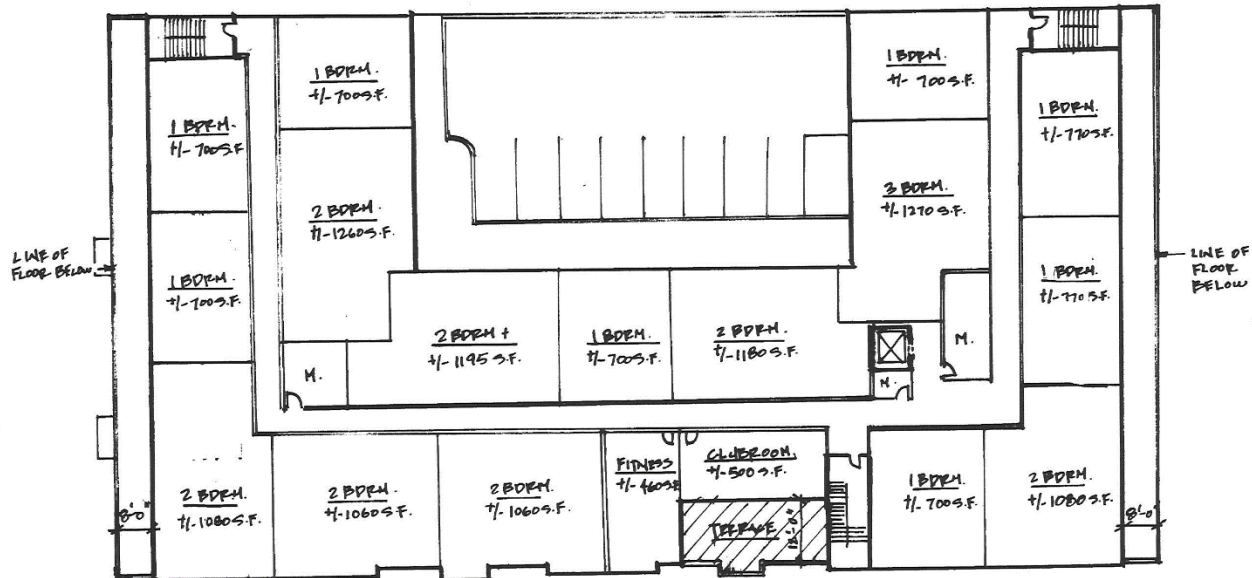 1 BDRM.
+/- 700 S.F.
1 BDRM.
+/- 700 S.F.
1 BDRM.
+/- 700 S.F
1 BDRM.
+/- 770 S.F.
2 BDRM.
+/- 1260 S.F.
3 BDRM.
+/- 1270 S.F.
LINE OF
FLOOR BELOW
1 BDRM.
+/- 700 S.F.
1 BDRM.
+/- 770 S.F.
LINE OF
FLOOR
BELOW
2 BDRM +
+/- 1195 S.F.
1 BDRM.
+/- 700 S.F.
2 BDRM.
+/- 1180 S.F.
M.
M.
M.
2 BDRM.
+/- 1080 S.F.
2 BDRM.
+/- 1060 S.F.
2 BDRM.
+/- 1060 S.F.
FITNESS
+/- 460 S.F
CLUBROOM.
+/- 500 S.F.
TERRACE
12'-0"
1 BDRM.
+/- 700 S.F.
2 BDRM.
+/- 1080 S.F.
8'-0"
8'-0"